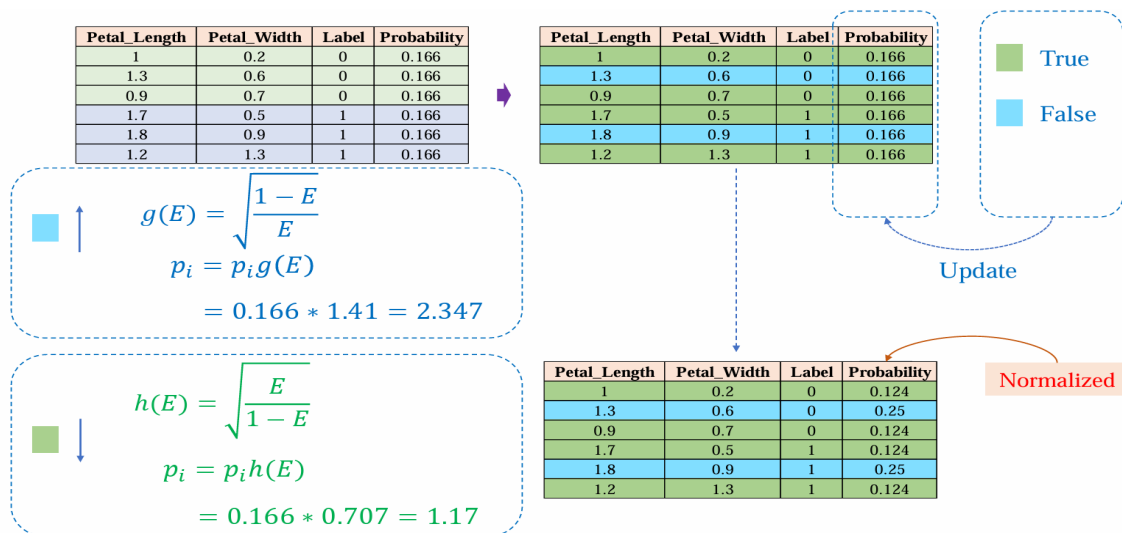 Petal_Length Petal_Width Label Probability
1 0.2 0 0.166
1.3 0.6 0 0.166
0.9 0.7 0 0.166
1.7 0.5 1 0.166
1.8 0.9 1 0.166
1.2 1.3 1 0.166
Petal_Length Petal_Width Label Probability
1 0.2 0 0.166
1.3 0.6 0 0.166
0.9 0.7 0 0.166
1.7 0.5 1 0.166
1.8 0.9 1 0.166
1.2 1.3 1 0.166
True
False
g(E) = √((1 − E)/E)
p_i = p_i g(E)
= 0.166 * 1.41 = 2.347
Update
h(E) = √(E/(1 − E))
p_i = p_i h(E)
= 0.166 * 0.707 = 1.17
Petal_Length Petal_Width Label Probability
1 0.2 0 0.124
1.3 0.6 0 0.25
0.9 0.7 0 0.124
1.7 0.5 1 0.124
1.8 0.9 1 0.25
1.2 1.3 1 0.124
Normalized